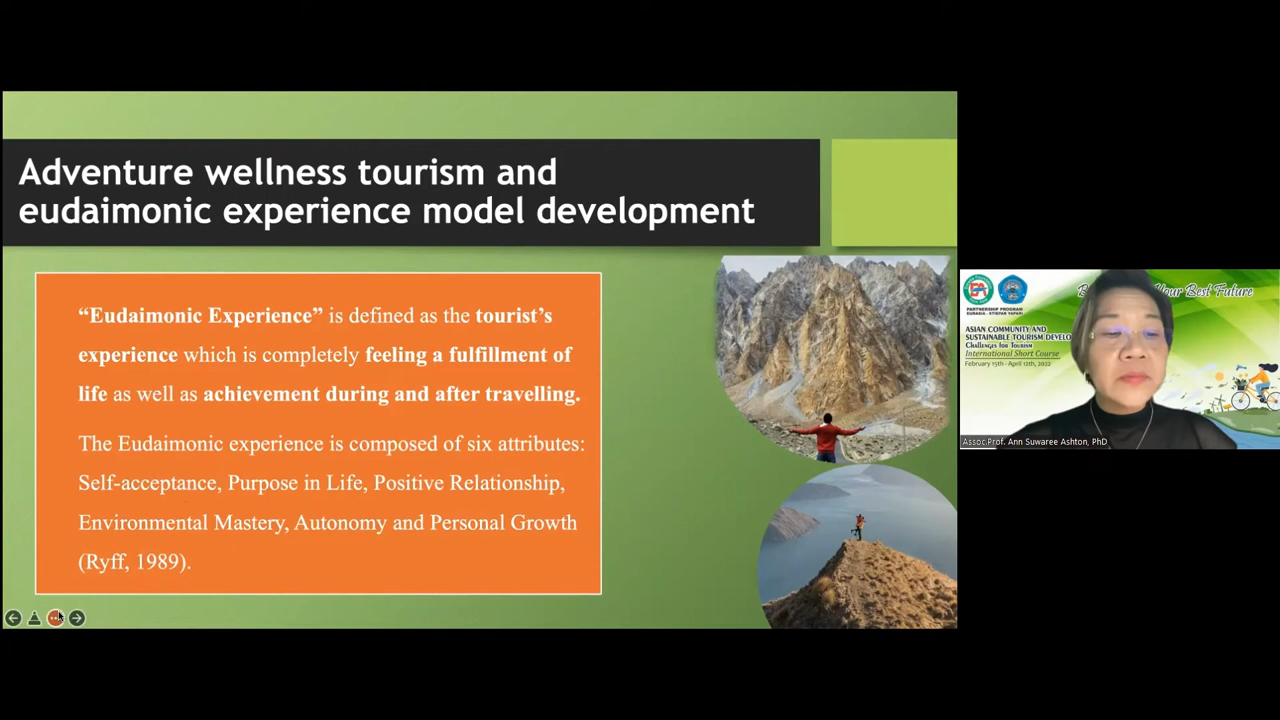 Adventure wellness tourism and
eudaimonic experience model development
“Eudaimonic Experience” is defined as the tourist’s
experience which is completely feeling a fulfillment of
life as well as achievement during and after travelling.
The Eudaimonic experience is composed of six attributes:
Self-acceptance, Purpose in Life, Positive Relationship,
Environmental Mastery, Autonomy and Personal Growth
(Ryff, 1989).
Your Best Future
PARTNERSHIP PROGRAM
EURASIA - STIEPAR YAPARI
ASIAN COMMUNITY AND
SUSTAINABLE TOURISM DEVELO
Challenges for Tourism
International Short Course
February 15th - April 12th, 2022
Assoc.Prof. Ann Suwaree Ashton, PhD